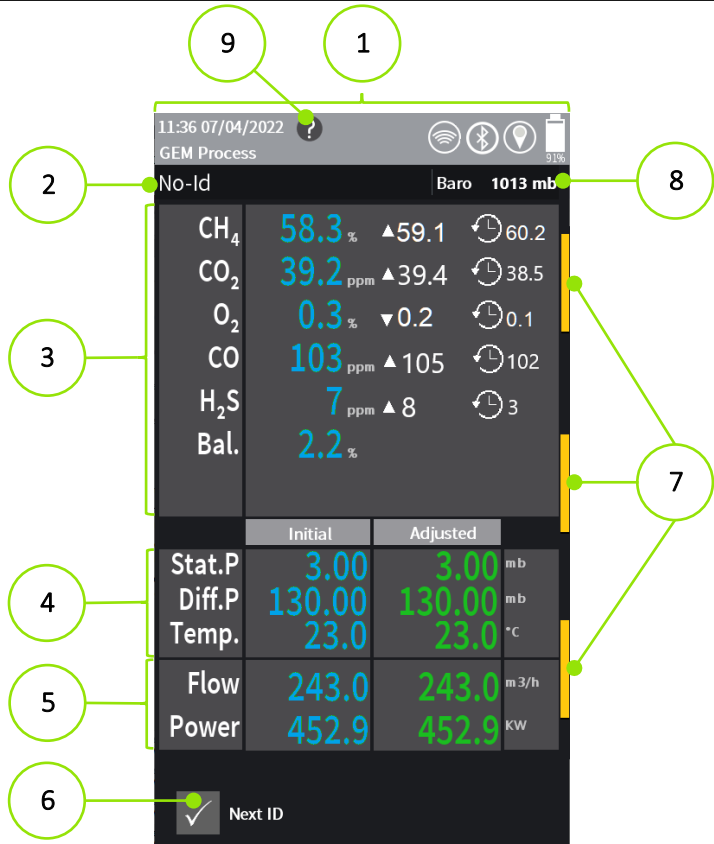 9 1
11:36 07/04/2022 ?
GEM Process 91%
2 No-Id Baro 1013 mb 8
CH4 58.3 % ▲59.1 60.2
CO2 39.2 ppm ▲39.4 38.5
O2 0.3 % ▼0.2 0.1
3 CO 103 ppm ▲105 102
H2S 7 ppm ▲8 3
Bal. 2.2 %
7
Initial Adjusted
Stat.P 3.00 3.00 mb
4 Diff.P 130.00 130.00 mb
Temp. 23.0 23.0 °C
5 Flow 243.0 243.0 m3/h
Power 452.9 452.9 KW
6 Next ID